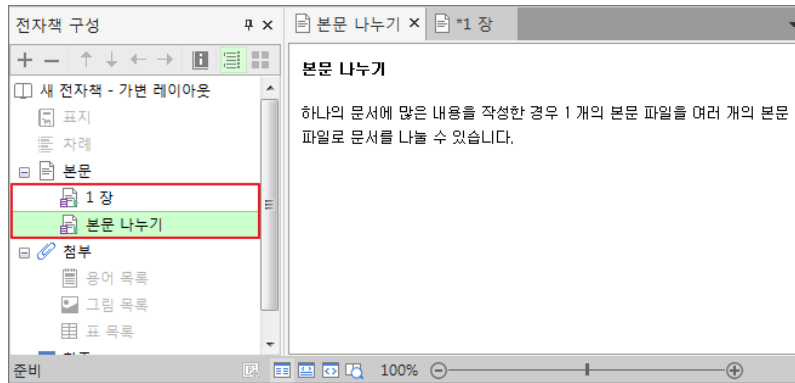 전자책 구성
본문 나누기
*1 장
새 전자책 - 가변 레이아웃
표지
차례
본문
1 장
본문 나누기
첨부
용어 목록
그림 목록
표 목록
본문 나누기
하나의 문서에 많은 내용을 작성한 경우 1 개의 본문 파일을 여러 개의 본문
파일로 문서를 나눌 수 있습니다.
준비
100%